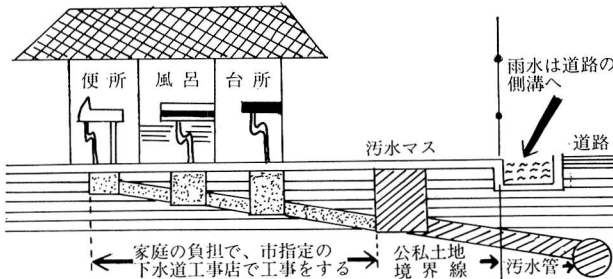 便所
風呂
台所
雨水は道路の
側溝へ
道路
汚水マス
家庭の負担で、市指定の
下水道工事店で工事をする
公私土地
境界線
汚水管